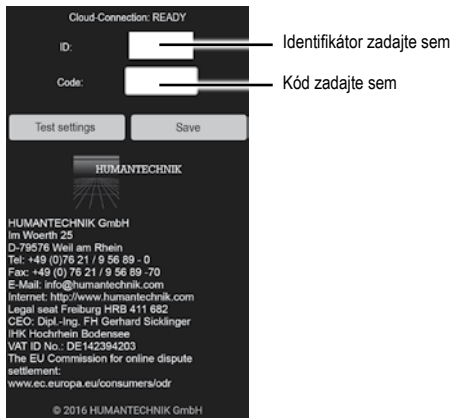 Cloud-Connection: READY
ID:
Identifikátor zadajte sem
Code:
Kód zadajte sem
Test settings
Save
HUMANTECHNIK
HUMANTECHNIK GmbH
Im Woerth 25
D-79576 Weil am Rhein
Tel: +49 (0)76 21 / 9 56 89 - 0
Fax: +49 (0) 76 21 / 9 56 89 -70
E-Mail: info@humantechnik.com
Internet: http://www.humantechnik.com
Legal seat Freiburg HRB 411 682
CEO: Dipl.-Ing. FH Gerhard Sicklinger
IHK Hochrhein Bodensee
VAT ID No.: DE142394203
The EU Commission for online dispute
settlement:
www.ec.europa.eu/consumers/odr
© 2016 HUMANTECHNIK GmbH